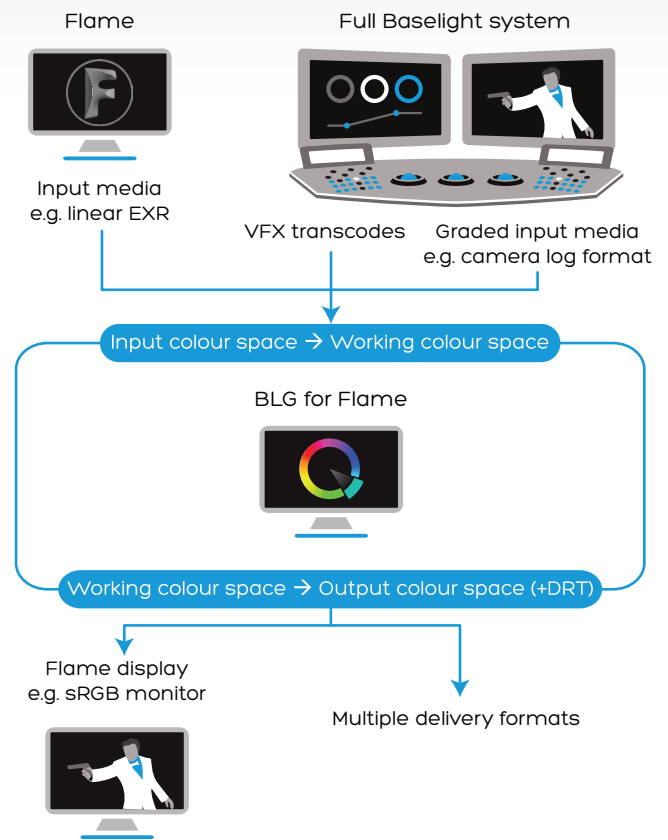 Flame
Full Baselight system
F
Input media
e.g. linear EXR
VFX transcodes
Graded input media
e.g. camera log format
Input colour space → Working colour space
BLG for Flame
Working colour space → Output colour space (+DRT)
Flame display
e.g. sRGB monitor
Multiple delivery formats